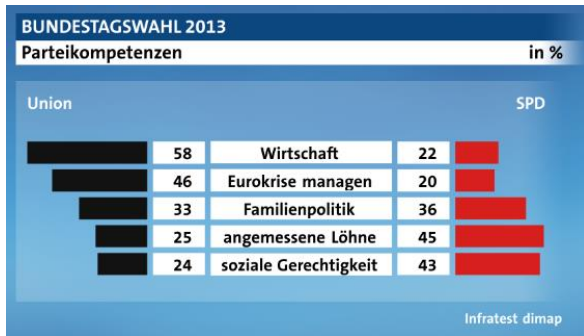 BUNDESTAGSWAHL 2013
Parteikompetenzen in %
Union SPD
58 Wirtschaft 22
46 Eurokrise managen 20
33 Familienpolitik 36
25 angemessene Löhne 45
24 soziale Gerechtigkeit 43
Infratest dimap